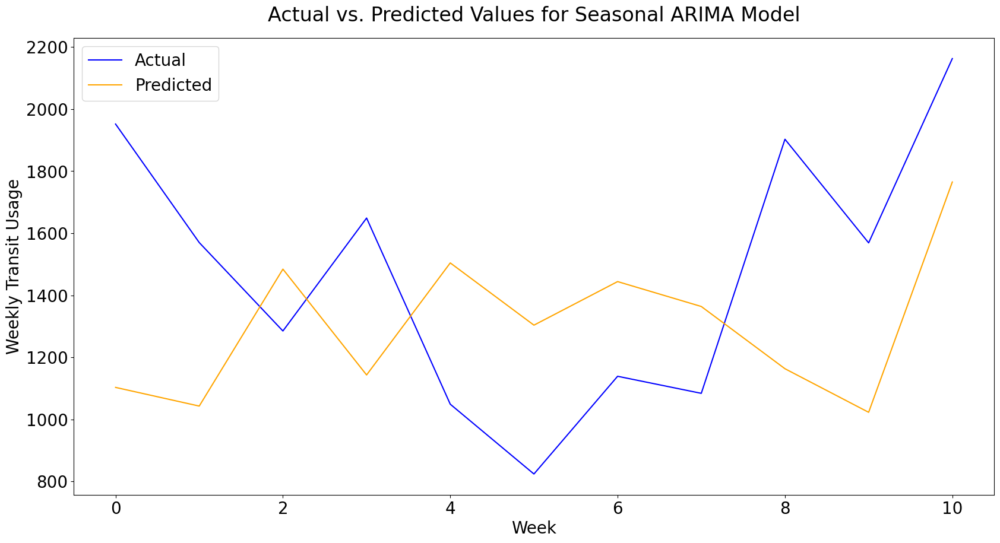 Actual vs. Predicted Values for Seasonal ARIMA Model
2200
2000
1800
1600
1400
1200
1000
800
Weekly Transit Usage
Actual
Predicted
0 2 4 6 8 10
Week